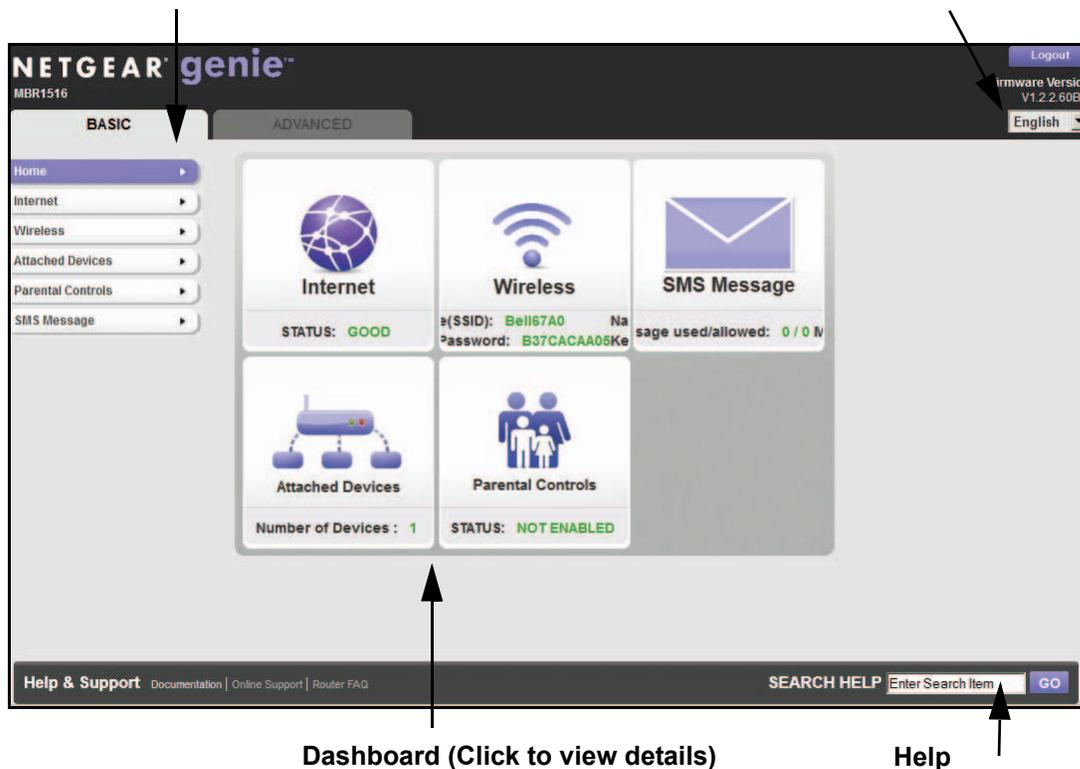 NETGEAR® genie™
MBR1516
Logout
irmware Versio
V1.2.2.60B
English
BASIC
ADVANCED
Home
Internet
Wireless
Attached Devices
Parental Controls
SMS Message
Internet
STATUS: GOOD
Wireless
e(SSID): Bell67A0 Na
Password: B37CACAA05Ke
SMS Message
sage used/allowed: 0 / 0 M
Attached Devices
Number of Devices : 1
Parental Controls
STATUS: NOT ENABLED
Help & Support Documentation | Online Support | Router FAQ
SEARCH HELP Enter Search Item GO
Dashboard (Click to view details)
Help